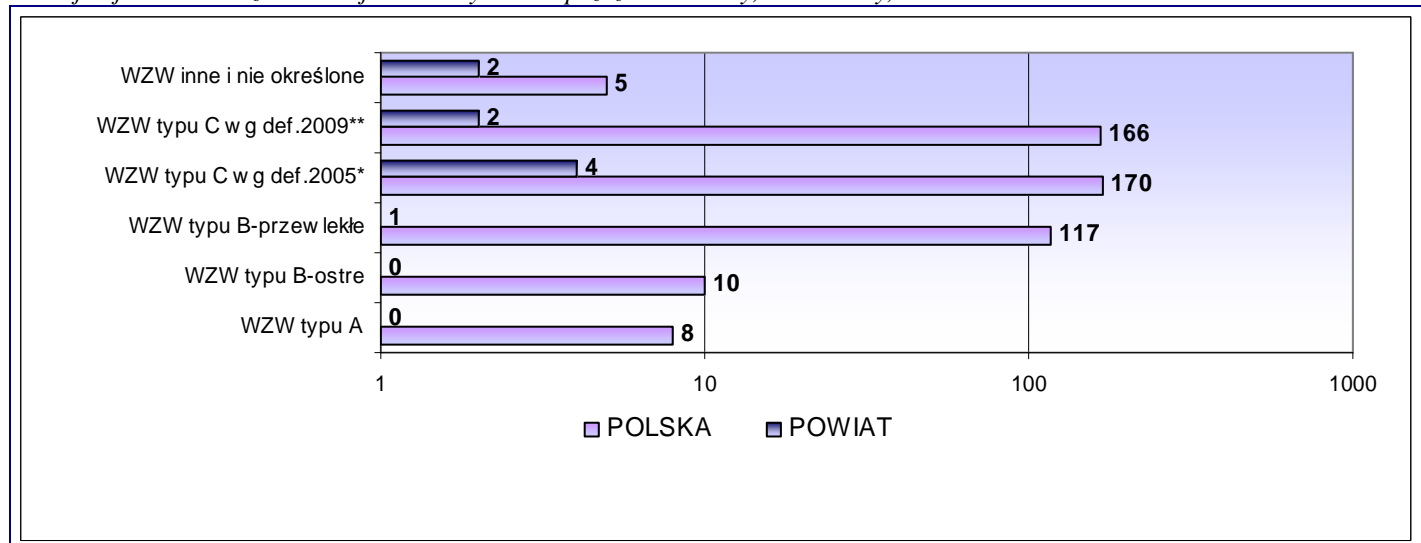 WZW inne i nie określone 2 5
WZW typu C w g def.2009** 2 166
WZW typu C w g def.2005* 4 170
WZW typu B-przew lekłe 1 117
WZW typu B-ostre 0 10
WZW typu A 0 8
1 10 100 1000
POLSKA POWIAT